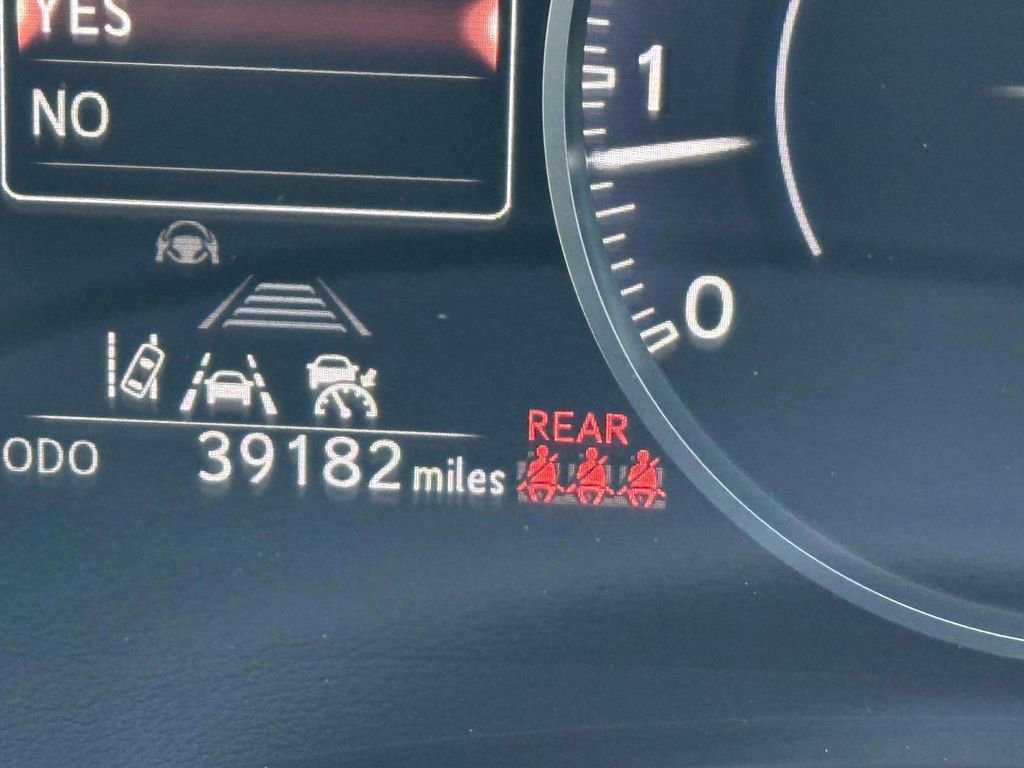 YES
NO
1
0
REAR
ODO 39182 miles